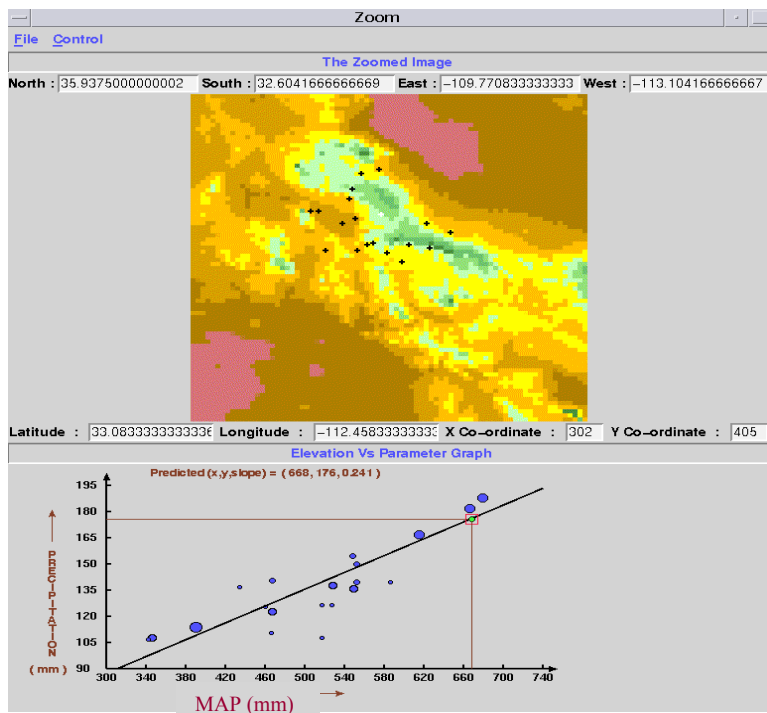 Zoom
File Control
The Zoomed Image
North : 35.9375000000002 South : 32.6041666666669 East : -109.770833333333 West : -113.104166666667
Latitude : 33.0833333333336 Longitude : -112.458333333333 X Co-ordinate : 302 Y Co-ordinate : 405
Elevation Vs Parameter Graph
Predicted (x,y,slope) = ( 668, 176, 0.241 )
195
180
165
150
135
120
105
90
PRECIPITATION
( mm )
300 340 380 420 460 500 540 580 620 660 700 740
MAP (mm)